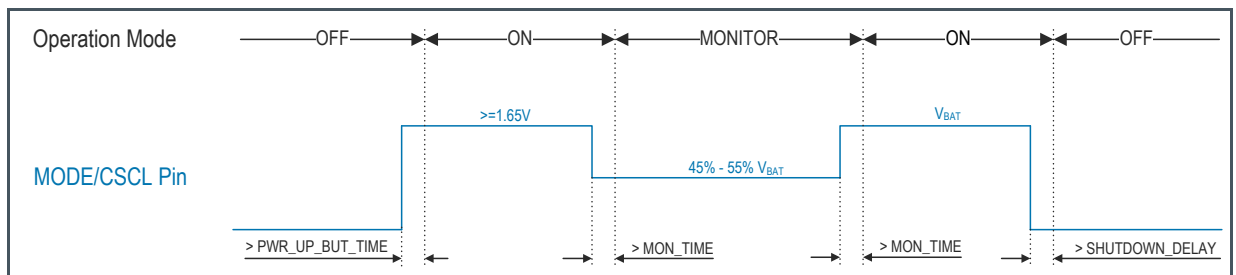 Operation Mode
OFF
ON
MONITOR
ON
OFF
>=1.65V
VBAT
MODE/CSCL Pin
45% - 55% VBAT
> PWR_UP_BUT_TIME
> MON_TIME
> MON_TIME
> SHUTDOWN_DELAY